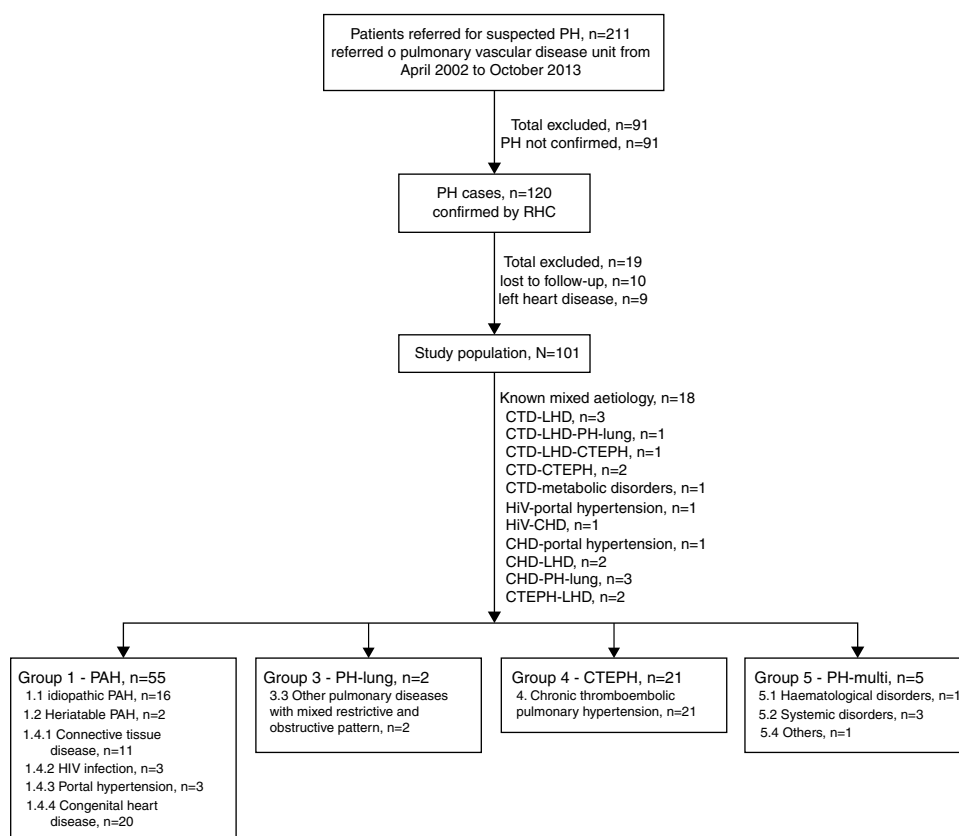 Patients referred for suspected PH, n=211
referred o pulmonary vascular disease unit from
April 2002 to October 2013
Total excluded, n=91
PH not confirmed, n=91
PH cases, n=120
confirmed by RHC
Total excluded, n=19
lost to follow-up, n=10
left heart disease, n=9
Study population, N=101
Known mixed aetiology, n=18
CTD-LHD, n=3
CTD-LHD-PH-lung, n=1
CTD-LHD-CTEPH, n=1
CTD-CTEPH, n=2
CTD-metabolic disorders, n=1
HiV-portal hypertension, n=1
HiV-CHD, n=1
CHD-portal hypertension, n=1
CHD-LHD, n=2
CHD-PH-lung, n=3
CTEPH-LHD, n=2
Group 1 - PAH, n=55
1.1 idiopathic PAH, n=16
1.2 Heriatable PAH, n=2
1.4.1 Connective tissue
disease, n=11
1.4.2 HIV infection, n=3
1.4.3 Portal hypertension, n=3
1.4.4 Congenital heart
disease, n=20
Group 3 - PH-lung, n=2
3.3 Other pulmonary diseases
with mixed restrictive and
obstructive pattern, n=2
Group 4 - CTEPH, n=21
4. Chronic thromboembolic
pulmonary hypertension, n=21
Group 5 - PH-multi, n=5
5.1 Haematological disorders, n=1
5.2 Systemic disorders, n=3
5.4 Others, n=1